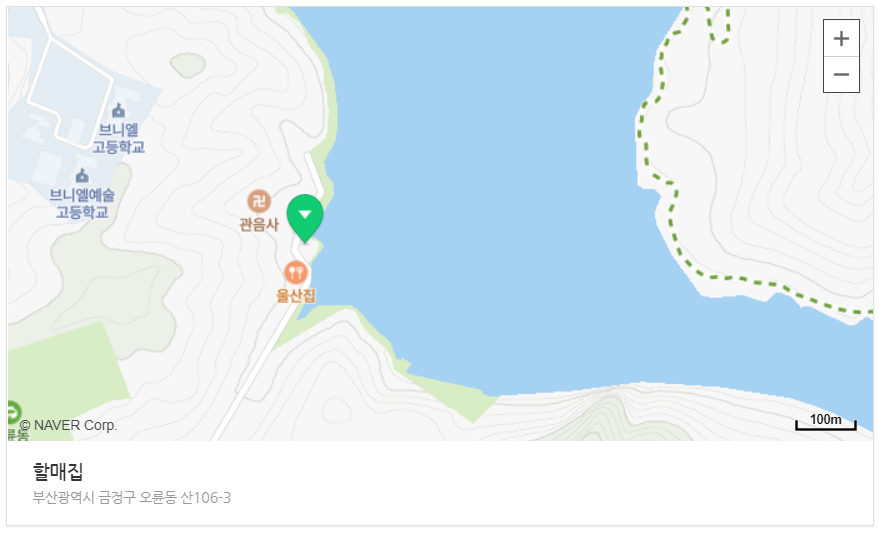 +
−
브니엘
고등학교
브니엘예술
고등학교
관음사
울산집
© NAVER Corp.
륜동
100m
할매집
부산광역시 금정구 오륜동 산106-3